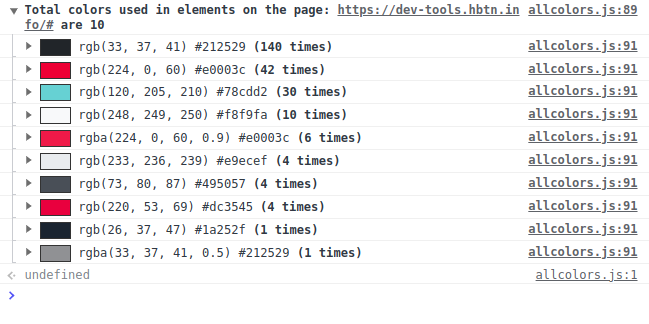 Total colors used in elements on the page: https://dev-tools.hbtn.in allcolors.js:89
fo/# are 10
rgb(33, 37, 41) #212529 (140 times) allcolors.js:91
rgb(224, 0, 60) #e0003c (42 times) allcolors.js:91
rgb(120, 205, 210) #78cdd2 (30 times) allcolors.js:91
rgb(248, 249, 250) #f8f9fa (10 times) allcolors.js:91
rgba(224, 0, 60, 0.9) #e0003c (6 times) allcolors.js:91
rgb(233, 236, 239) #e9ecef (4 times) allcolors.js:91
rgb(73, 80, 87) #495057 (4 times) allcolors.js:91
rgb(220, 53, 69) #dc3545 (4 times) allcolors.js:91
rgb(26, 37, 47) #1a252f (1 times) allcolors.js:91
rgba(33, 37, 41, 0.5) #212529 (1 times) allcolors.js:91
undefined allcolors.js:1